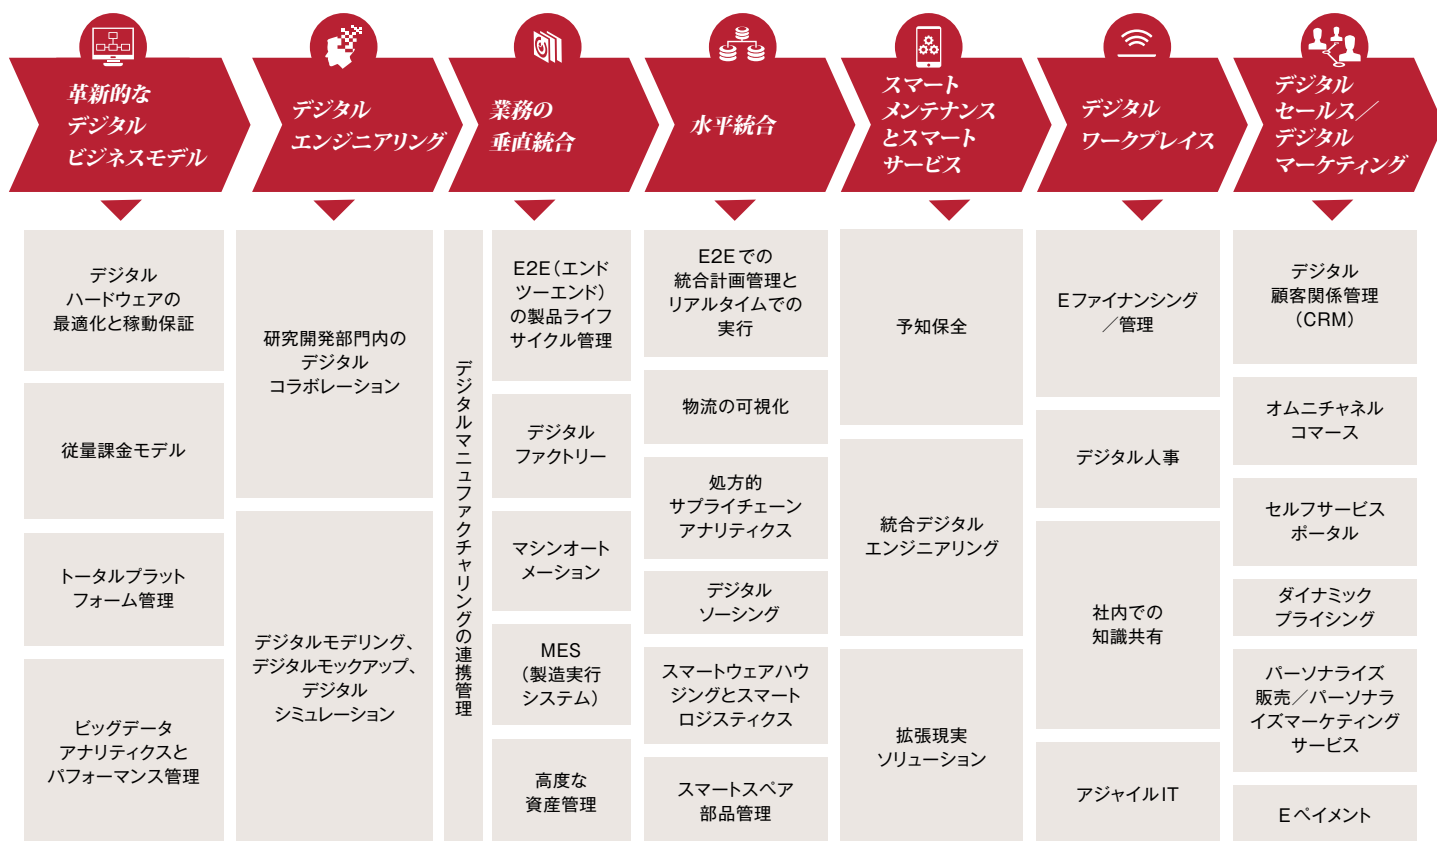 革新的な
デジタル
ビジネスモデル
デジタル
エンジニアリング
業務の
垂直統合
水平統合
スマート
メンテナンス
とスマート
サービス
デジタル
ワークプレイス
デジタル
セールス／
デジタル
マーケティング
デジタル
ハードウェアの
最適化と稼動保証
従量課金モデル
トータルプラット
フォーム管理
ビッグデータ
アナリティクスと
パフォーマンス管理
研究開発部門内の
デジタル
コラボレーション
デジタルモデリング、
デジタルモックアップ、
デジタル
シミュレーション
デジタルマニュファクチャリングの連携管理
E2E（エンド
ツーエンド）
の製品ライフ
サイクル管理
デジタル
ファクトリー
マシンオート
メーション
MES
（製造実行
システム）
高度な
資産管理
E2Eでの
統合計画管理と
リアルタイムでの
実行
物流の可視化
処方的
サプライチェーン
アナリティクス
デジタル
ソーシング
スマートウェアハウ
ジングとスマート
ロジスティクス
スマートスペア
部品管理
予知保全
統合デジタル
エンジニアリング
拡張現実
ソリューション
Eファイナンシング
／管理
デジタル人事
社内での
知識共有
アジャイルIT
デジタル
顧客関係管理
（CRM）
オムニチャネル
コマース
セルフサービス
ポータル
ダイナミック
プライシング
パーソナライズ
販売／パーソナラ
イズマーケティング
サービス
Eペイメント